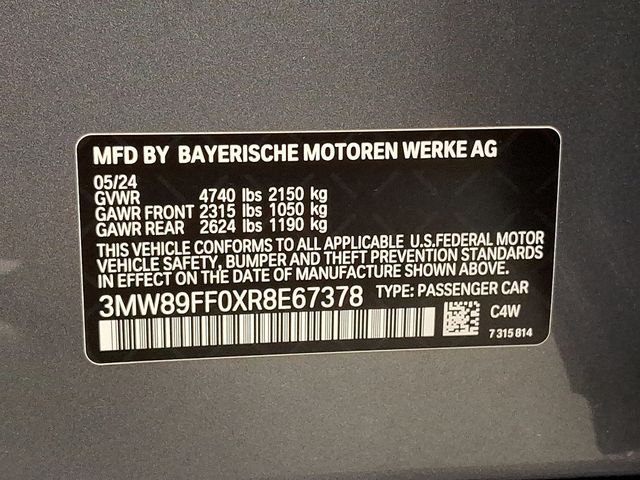 MFD BY BAYERISCHE MOTOREN WERKE AG
05/24
GVWR 4740 lbs 2150 kg
GAWR FRONT 2315 lbs 1050 kg
GAWR REAR 2624 lbs 1190 kg
THIS VEHICLE CONFORMS TO ALL APPLICABLE U.S.FEDERAL MOTOR
VEHICLE SAFETY, BUMPER AND THEFT PREVENTION STANDARDS
IN EFFECT ON THE DATE OF MANUFACTURE SHOWN ABOVE.
3MW89FF0XR8E67378 TYPE: PASSENGER CAR
C4W
7 315 814